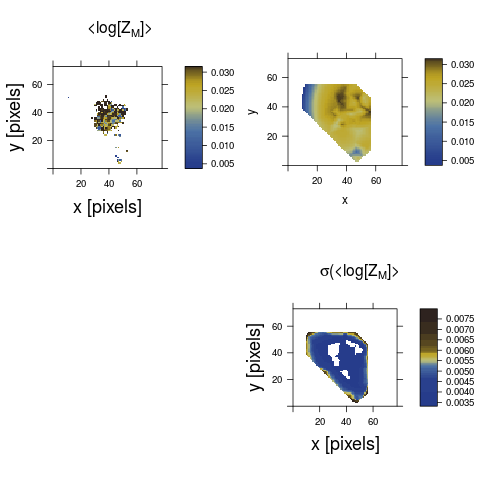 <log[Z_M]>
60
40
20
20 40 60
y [pixels]
x [pixels]
0.030
0.025
0.020
0.015
0.010
0.005
60
40
20
20 40 60
y
x
0.030
0.025
0.020
0.015
0.010
0.005
σ(<log[Z_M]>
60
40
20
20 40 60
y [pixels]
x [pixels]
0.0075
0.0070
0.0065
0.0060
0.0055
0.0050
0.0045
0.0040
0.0035